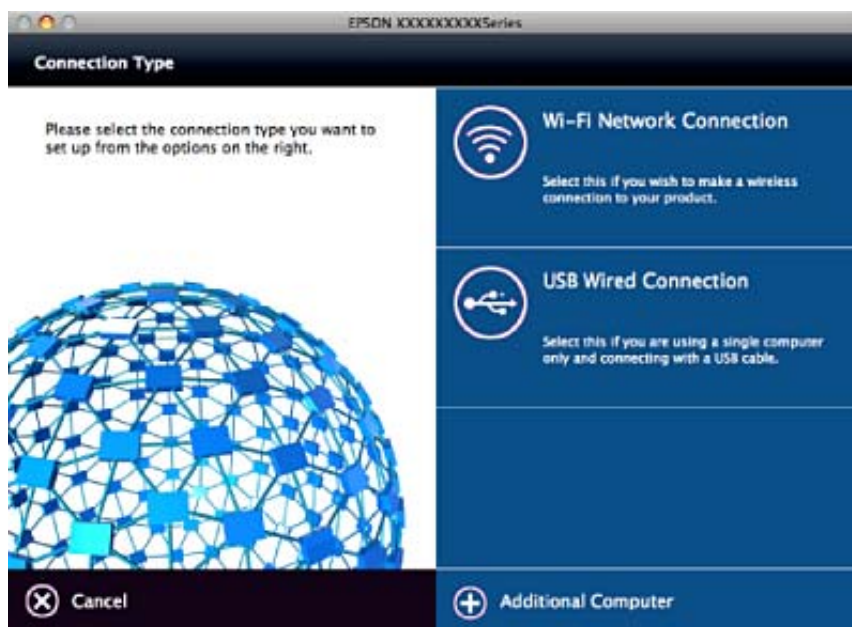 EPSON XXXXXXXXXSeries
Connection Type
Please select the connection type you want to
set up from the options on the right.
Wi-Fi Network Connection
Select this if you wish to make a wireless
connection to your product.
USB Wired Connection
Select this if you are using a single computer
only and connecting with a USB cable.
Cancel
Additional Computer